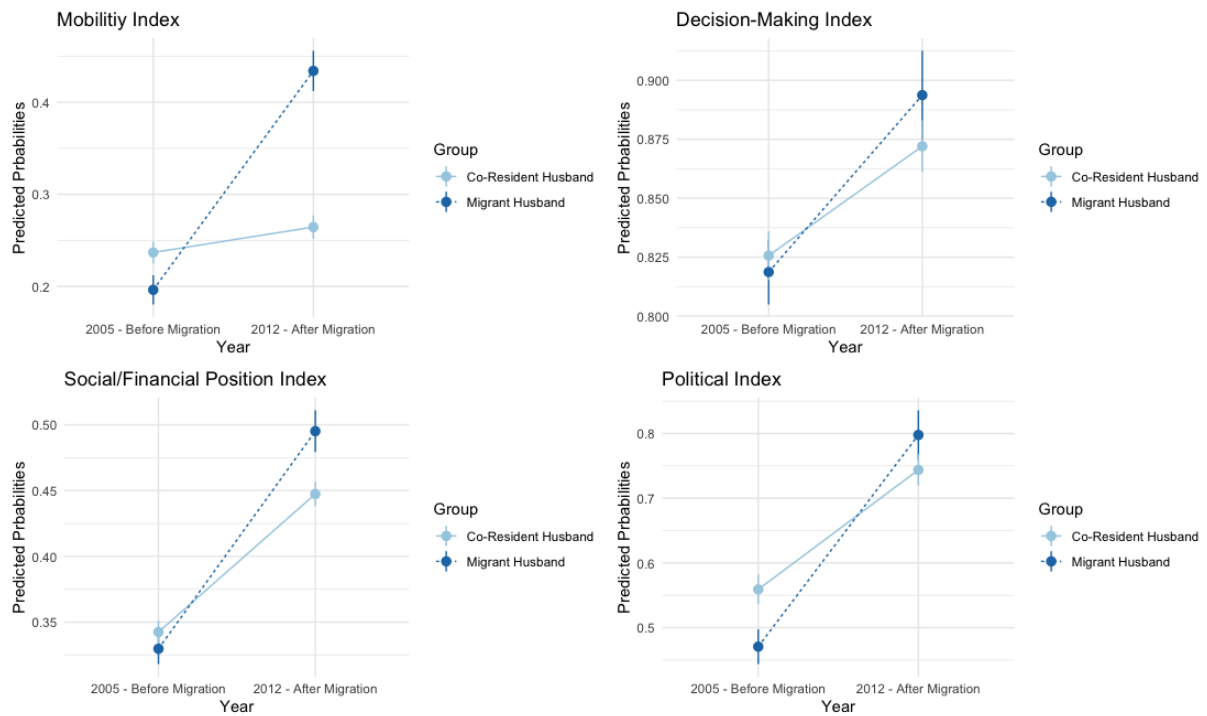 Mobilitiy Index
Predicted Prbabilities
0.4
0.3
0.2
2005 - Before Migration
2012 - After Migration
Year
Group
Co-Resident Husband
Migrant Husband
Decision-Making Index
Predicted Prbabilities
0.900
0.875
0.850
0.825
0.800
2005 - Before Migration
2012 - After Migration
Year
Group
Co-Resident Husband
Migrant Husband
Social/Financial Position Index
Predicted Prbabilities
0.50
0.45
0.40
0.35
2005 - Before Migration
2012 - After Migration
Year
Group
Co-Resident Husband
Migrant Husband
Political Index
Predicted Prbabilities
0.8
0.7
0.6
0.5
2005 - Before Migration
2012 - After Migration
Year
Group
Co-Resident Husband
Migrant Husband